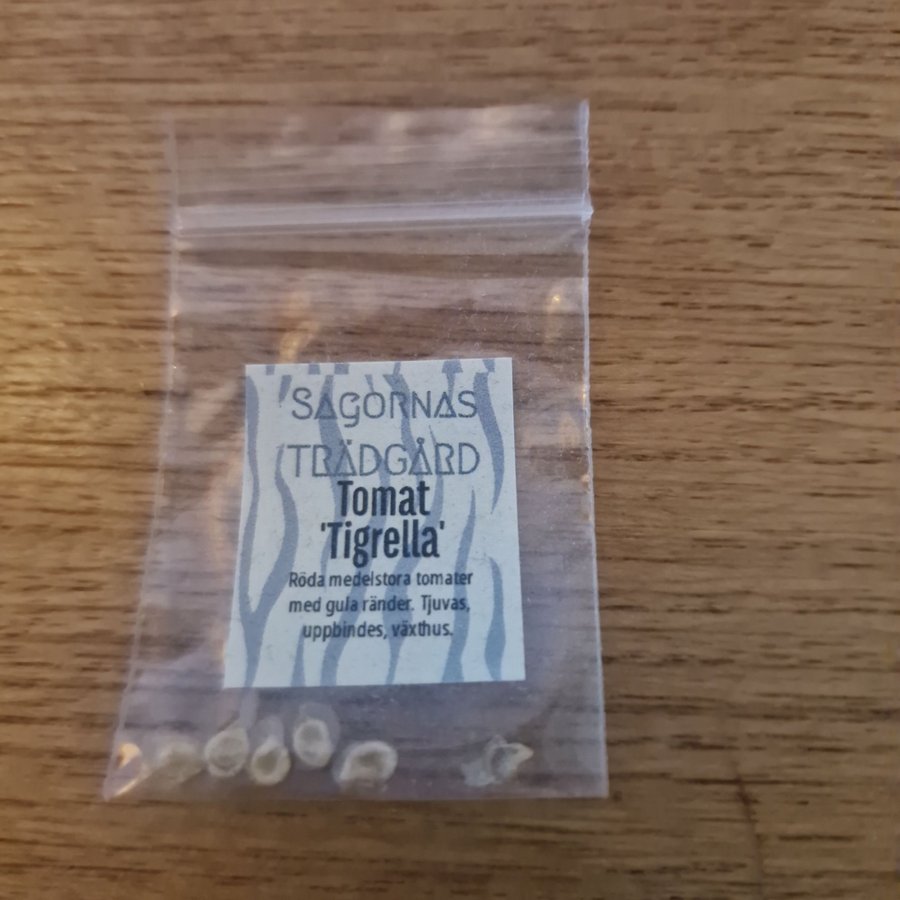 SAGORNAS
TRÄDGÅRD
Tomat
'Tigrella'
Röda medelstora tomater
med gula ränder. Tjuvas,
uppbindes, växthus.